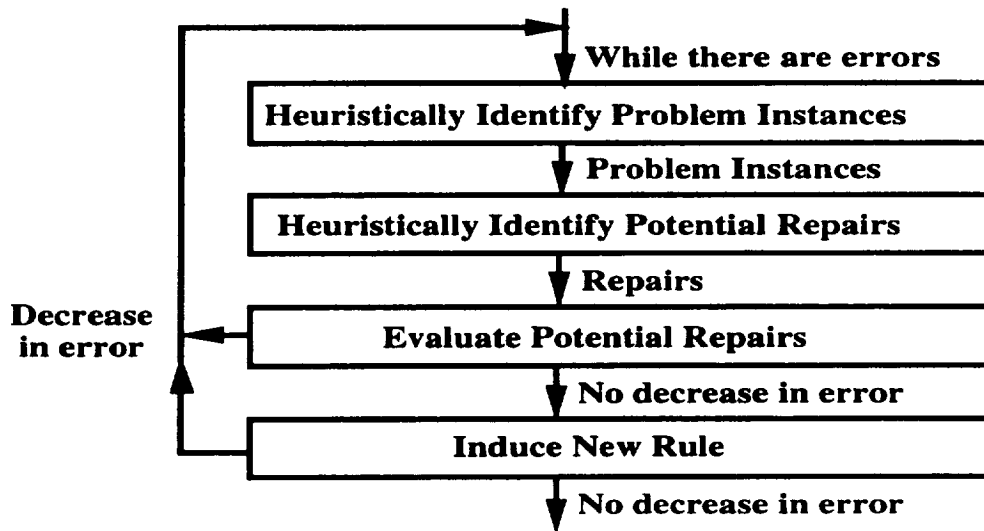 While there are errors
Heuristically Identify Problem Instances
Problem Instances
Heuristically Identify Potential Repairs
Repairs
Decrease
in error
Evaluate Potential Repairs
No decrease in error
Induce New Rule
No decrease in error